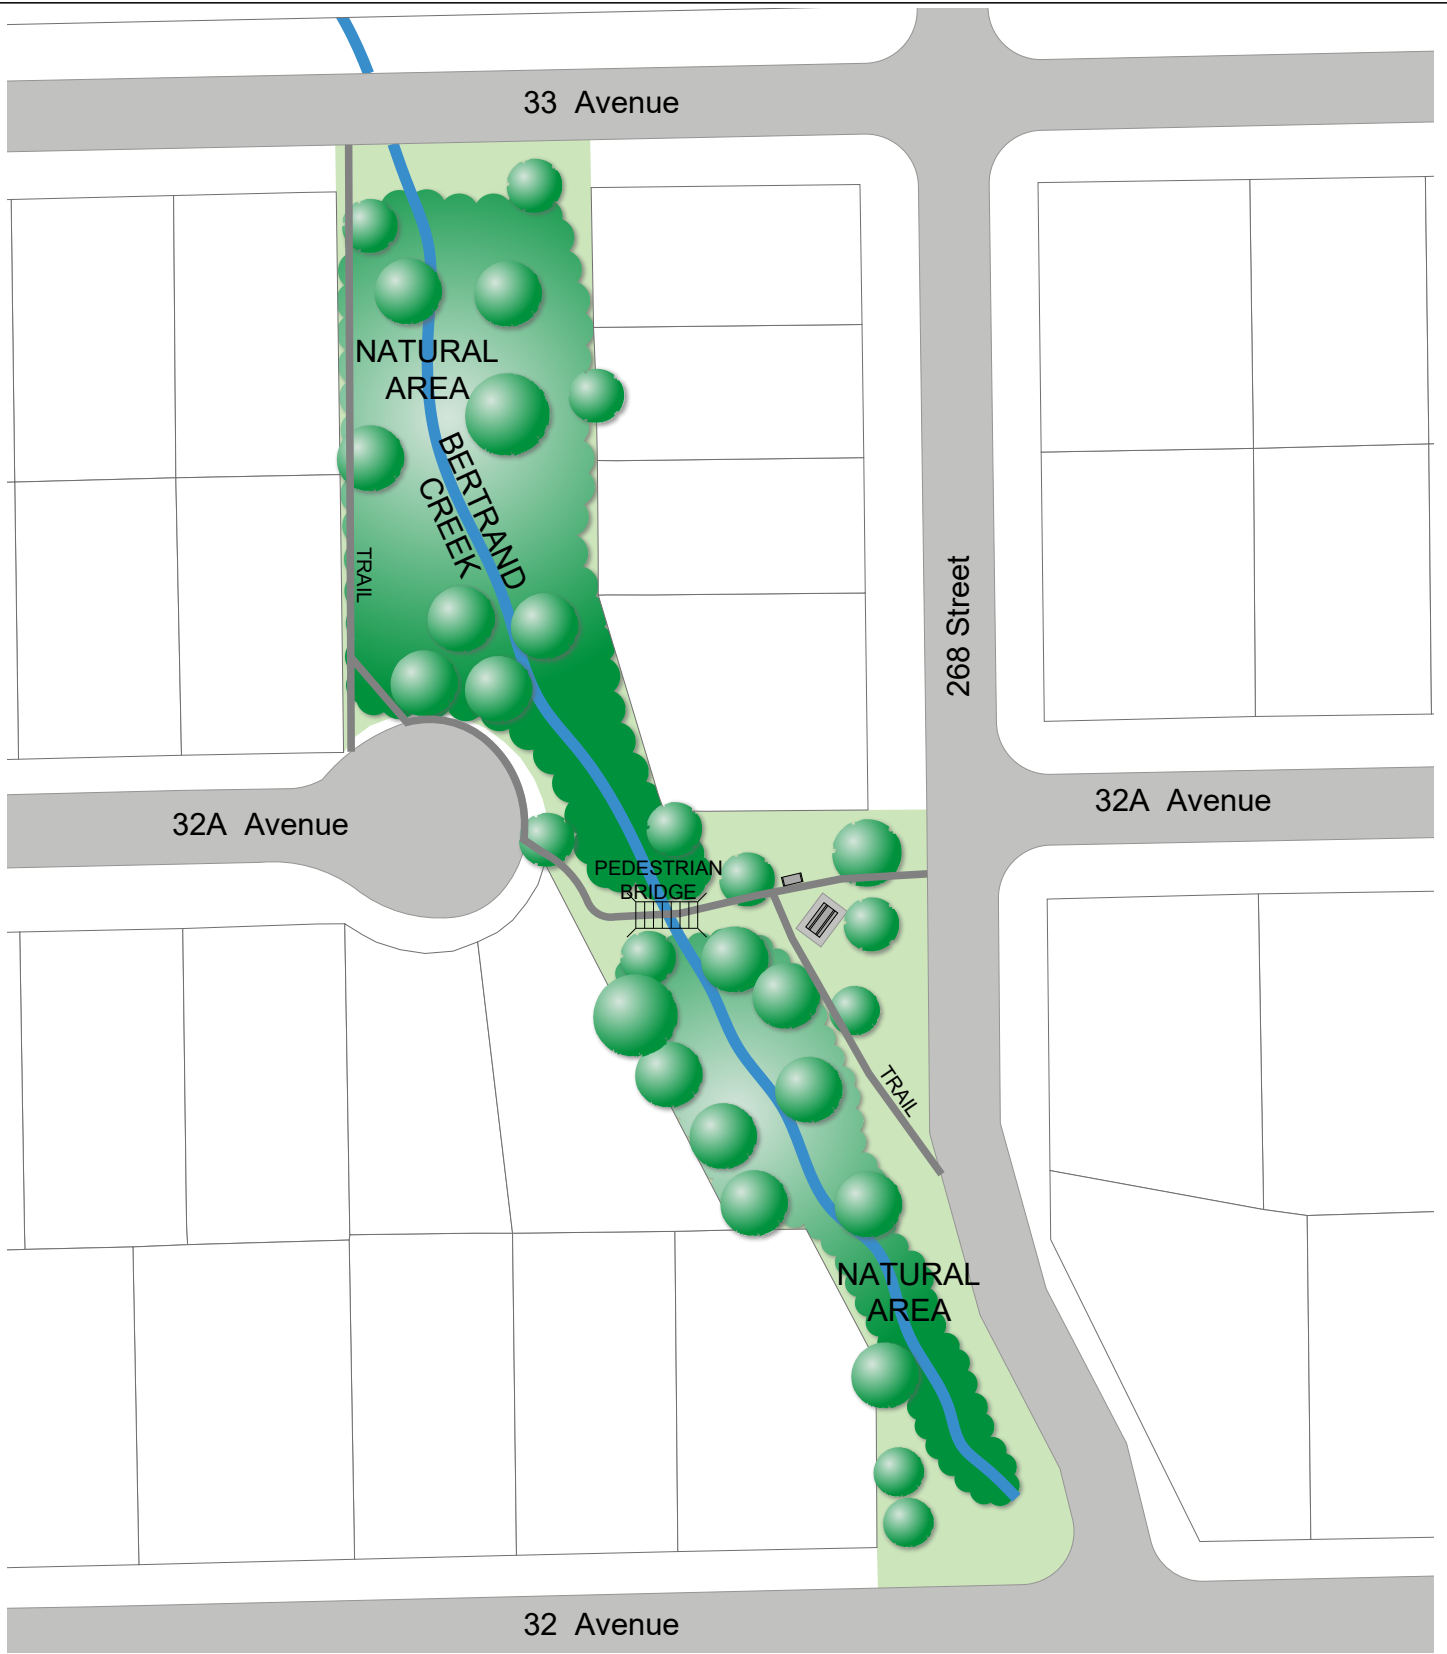 33 Avenue
NATURAL
AREA
BERTRAND
CREEK
TRAIL
268 Street
32A Avenue
32A Avenue
PEDESTRIAN
BRIDGE
TRAIL
NATURAL
AREA
32 Avenue